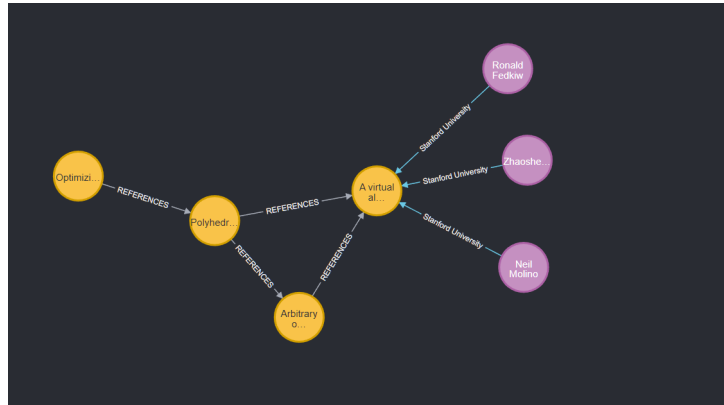 Ronald
Fedkiw
Stanford University
Zhaoshe...
Stanford University
Optimizi...
REFERENCES
A virtual
al...
REFERENCES
Polyhedr...
Stanford University
REFERENCES
REFERENCES
Neil
Molino
Arbitrary
o...